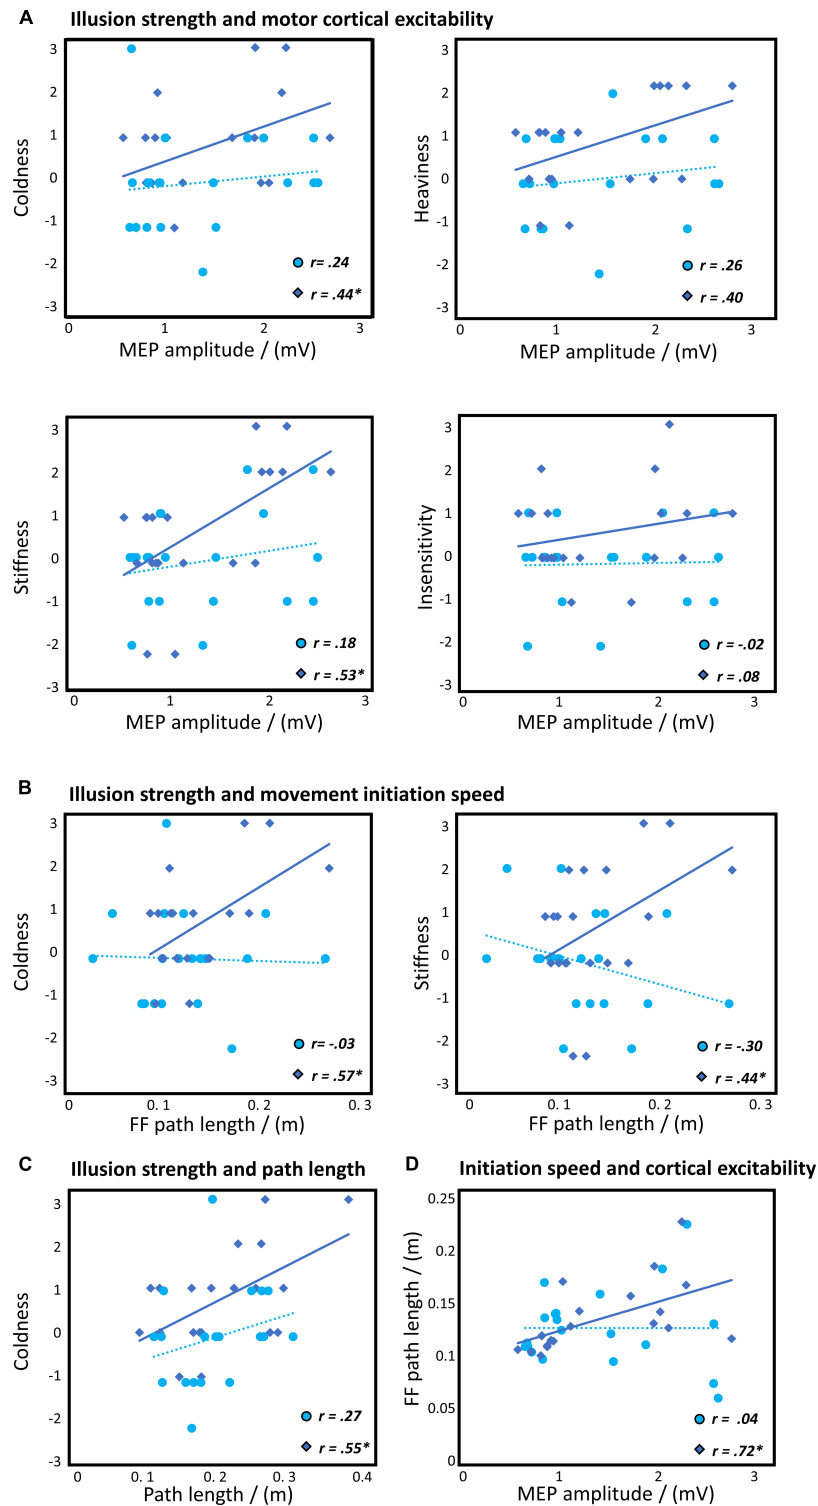 A Illusion strength and motor cortical excitability
Coldness
3
2
1
0
-1
-2
-3
r= .24
r = .44*
0 1 2 3
MEP amplitude / (mV)
Heaviness
3
2
1
0
-1
-2
-3
r = .26
r = .40
0 1 2 3
MEP amplitude / (mV)
Stiffness
3
2
1
0
-1
-2
-3
r = .18
r = .53*
0 1 2 3
MEP amplitude / (mV)
Insensitivity
3
2
1
0
-1
-2
-3
r = -.02
r = .08
0 1 2 3
MEP amplitude / (mV)
B Illusion strength and movement initiation speed
Coldness
3
2
1
0
-1
-2
-3
r= -.03
r = .57*
0 0.1 0.2 0.3
FF path length / (m)
Stiffness
3
2
1
0
-1
-2
-3
r = -.30
r = .44*
0 0.1 0.2 0.3
FF path length / (m)
C Illusion strength and path length
Coldness
3
2
1
0
-1
-2
-3
r = .27
r = .55*
0 0. 1 0. 2 0. 3 0.4
Path length / (m)
D Initiation speed and cortical excitability
FF path length / (m)
0.25
0.2
0.15
0.1
0.05
0
r = .04
r = .72*
0 1 2 3
MEP amplitude / (mV)